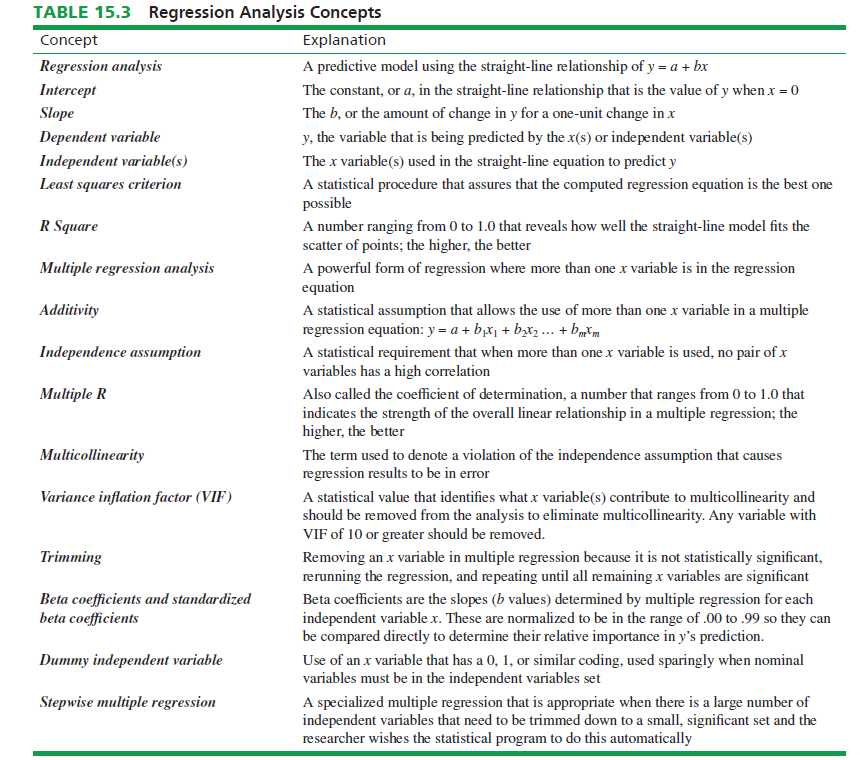 TABLE 15.3 Regression Analysis Concepts
Concept Explanation
Regression analysis A predictive model using the straight-line relationship of y = a + bx
Intercept The constant, or a, in the straight-line relationship that is the value of y when x = 0
Slope The b, or the amount of change in y for a one-unit change in x
Dependent variable y, the variable that is being predicted by the x(s) or independent variable(s)
Independent variable(s) The x variable(s) used in the straight-line equation to predict y
Least squares criterion A statistical procedure that assures that the computed regression equation is the best one
possible
R Square A number ranging from 0 to 1.0 that reveals how well the straight-line model fits the
scatter of points; the higher, the better
Multiple regression analysis A powerful form of regression where more than one x variable is in the regression
equation
Additivity A statistical assumption that allows the use of more than one x variable in a multiple
regression equation: y = a + b₁x₁ + b₂x₂ ... + bₘxₘ
Independence assumption A statistical requirement that when more than one x variable is used, no pair of x
variables has a high correlation
Multiple R Also called the coefficient of determination, a number that ranges from 0 to 1.0 that
indicates the strength of the overall linear relationship in a multiple regression; the
higher, the better
Multicollinearity The term used to denote a violation of the independence assumption that causes
regression results to be in error
Variance inflation factor (VIF) A statistical value that identifies what x variable(s) contribute to multicollinearity and
should be removed from the analysis to eliminate multicollinearity. Any variable with
VIF of 10 or greater should be removed.
Trimming Removing an x variable in multiple regression because it is not statistically significant,
rerunning the regression, and repeating until all remaining x variables are significant
Beta coefficients and standardized Beta coefficients are the slopes (b values) determined by multiple regression for each
beta coefficients independent variable x. These are normalized to be in the range of .00 to .99 so they can
be compared directly to determine their relative importance in y's prediction.
Dummy independent variable Use of an x variable that has a 0, 1, or similar coding, used sparingly when nominal
variables must be in the independent variables set
Stepwise multiple regression A specialized multiple regression that is appropriate when there is a large number of
independent variables that need to be trimmed down to a small, significant set and the
researcher wishes the statistical program to do this automatically